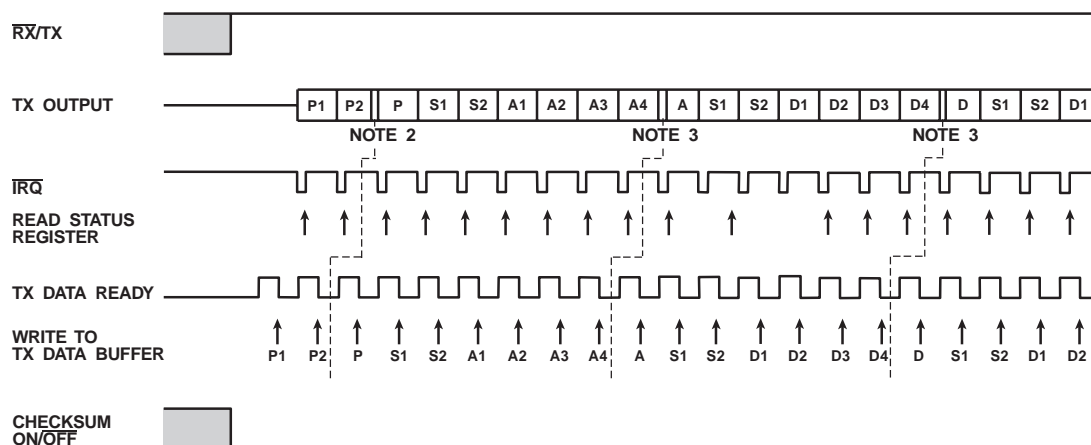 RX/TX
TX OUTPUT
P1 P2 P S1 S2 A1 A2 A3 A4 A S1 S2 D1 D2 D3 D4 D S1 S2 D1
NOTE 2 NOTE 3 NOTE 3
IRQ
READ STATUS
REGISTER
TX DATA READY
WRITE TO
TX DATA BUFFER
P1 P2 P S1 S2 A1 A2 A3 A4 A S1 S2 D1 D2 D3 D4 D S1 S2 D1 D2
CHECKSUM
ON/OFF